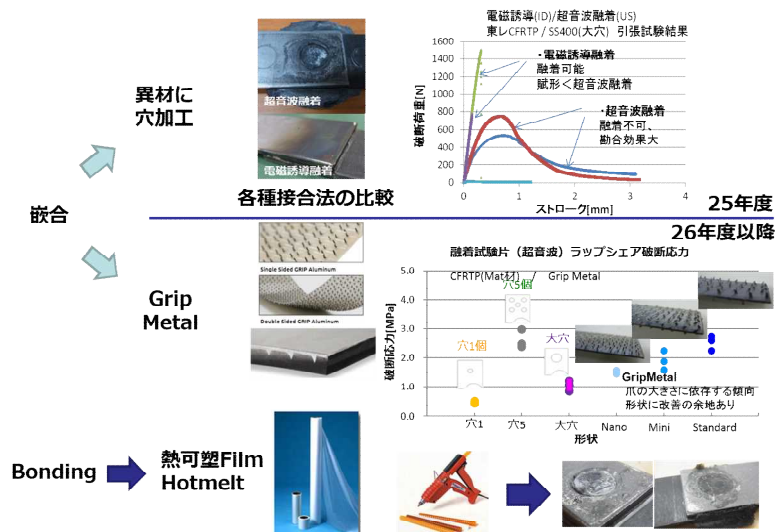 電磁誘導(ID)/超音波融着(US)
東レCFRTP / SS400(大穴) 引張試験結果
異材に
穴加工
超音波融着
電磁誘導融着
各種接合法の比較
破断荷重[N]
1600
1400
1200
1000
800
600
400
200
0
0
1
2
3
4
ストローク[mm]
・電磁誘導融着
融着可能
賦形<超音波融着
・超音波融着
融着不可、
勘合効果大
25年度
26年度以降
嵌合
Grip
Metal
Single Sided GRIP Aluminum
Double Sided GRIP Aluminum
融着試験片（超音波）ラップシェア破断応力
CFRTP(Mat材) / Grip Metal
破断応力[MPa]
5.0
4.0
3.0
2.0
1.0
0.0
穴1個
穴5個
大穴
GripMetal
爪の大きさに依存する傾向
形状に改善の余地あり
穴1
穴5
大穴
Nano
Mini
Standard
形状
Bonding
熱可塑Film
Hotmelt